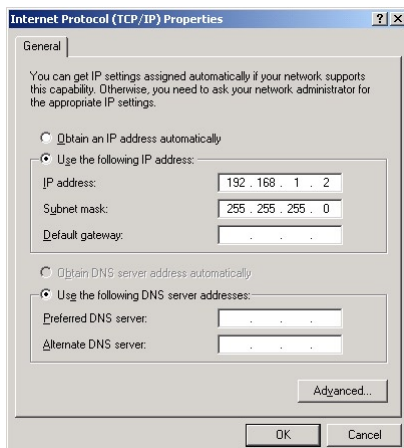 Internet Protocol (TCP/IP) Properties
General
You can get IP settings assigned automatically if your network supports
this capability. Otherwise, you need to ask your network administrator for
the appropriate IP settings.
Obtain an IP address automatically
Use the following IP address:
IP address: 192 . 168 . 1 . 2
Subnet mask: 255 . 255 . 255 . 0
Default gateway: . . .
Obtain DNS server address automatically
Use the following DNS server addresses:
Preferred DNS server: . . .
Alternate DNS server: . . .
Advanced...
OK Cancel